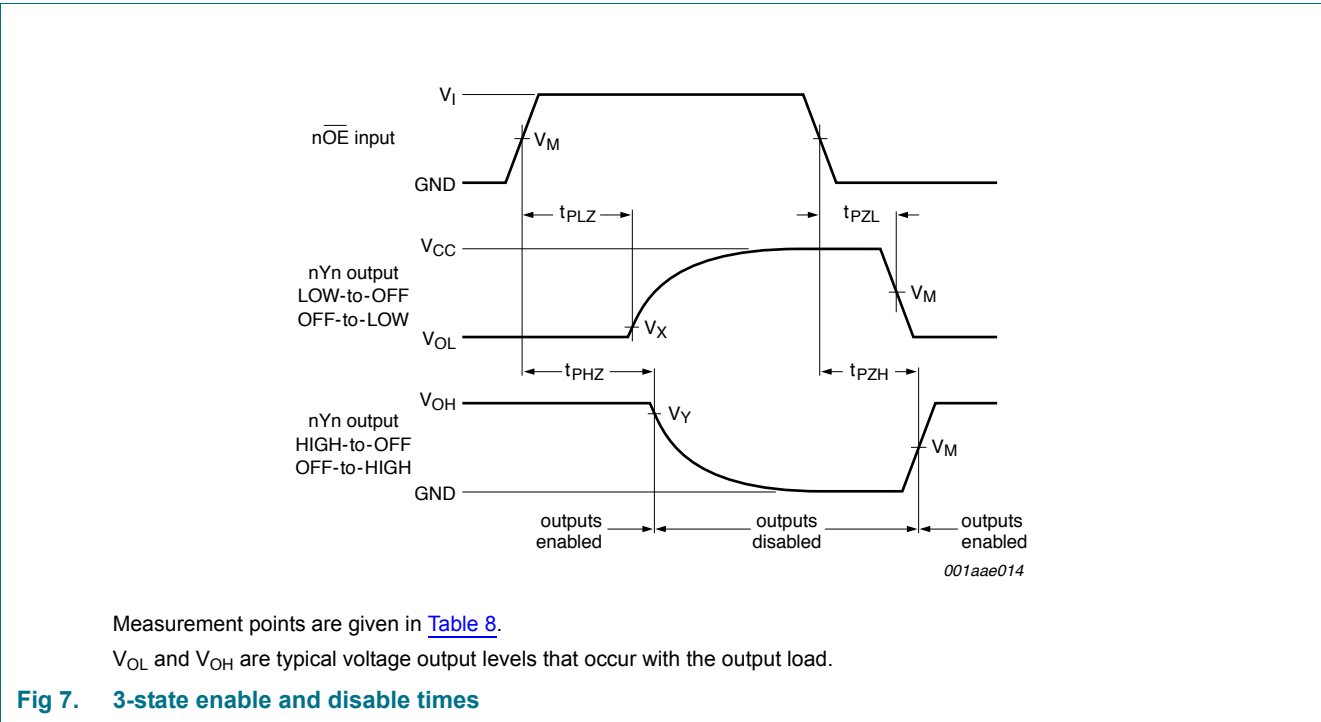 V_I
nO̅E̅ input
V_M
GND
t_PLZ
t_PZL
V_CC
nYn output
LOW-to-OFF
OFF-to-LOW
V_M
V_X
V_OL
t_PHZ
t_PZH
V_OH
nYn output
HIGH-to-OFF
OFF-to-HIGH
V_Y
V_M
GND
outputs
enabled
outputs
disabled
outputs
enabled
001aae014
Measurement points are given in Table 8.
V_OL and V_OH are typical voltage output levels that occur with the output load.
Fig 7. 3-state enable and disable times